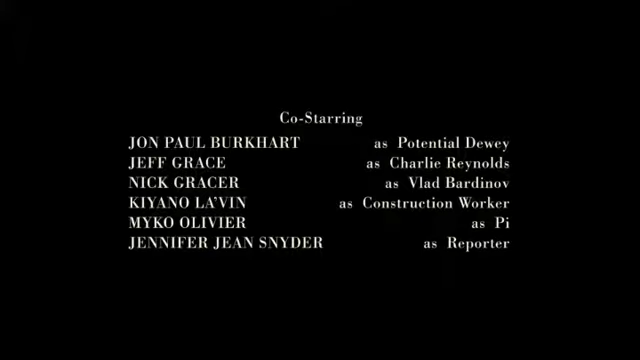 Co-Starring
JON PAUL BURKHART as Potential Dewey
JEFF GRACE as Charlie Reynolds
NICK GRACER as Vlad Bardinov
KIYANO LA'VIN as Construction Worker
MYKO OLIVIER as Pi
JENNIFER JEAN SNYDER as Reporter